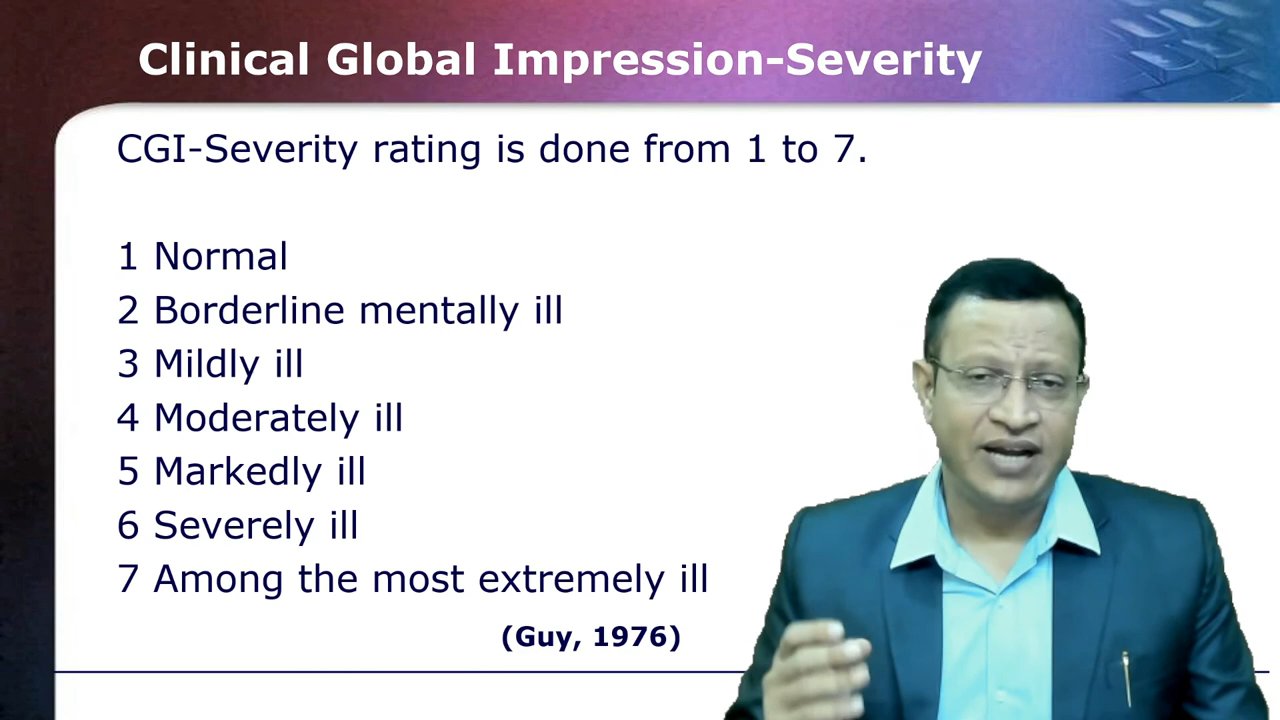 Clinical Global Impression-Severity
CGI-Severity rating is done from 1 to 7.
1 Normal
2 Borderline mentally ill
3 Mildly ill
4 Moderately ill
5 Markedly ill
6 Severely ill
7 Among the most extremely ill
(Guy, 1976)